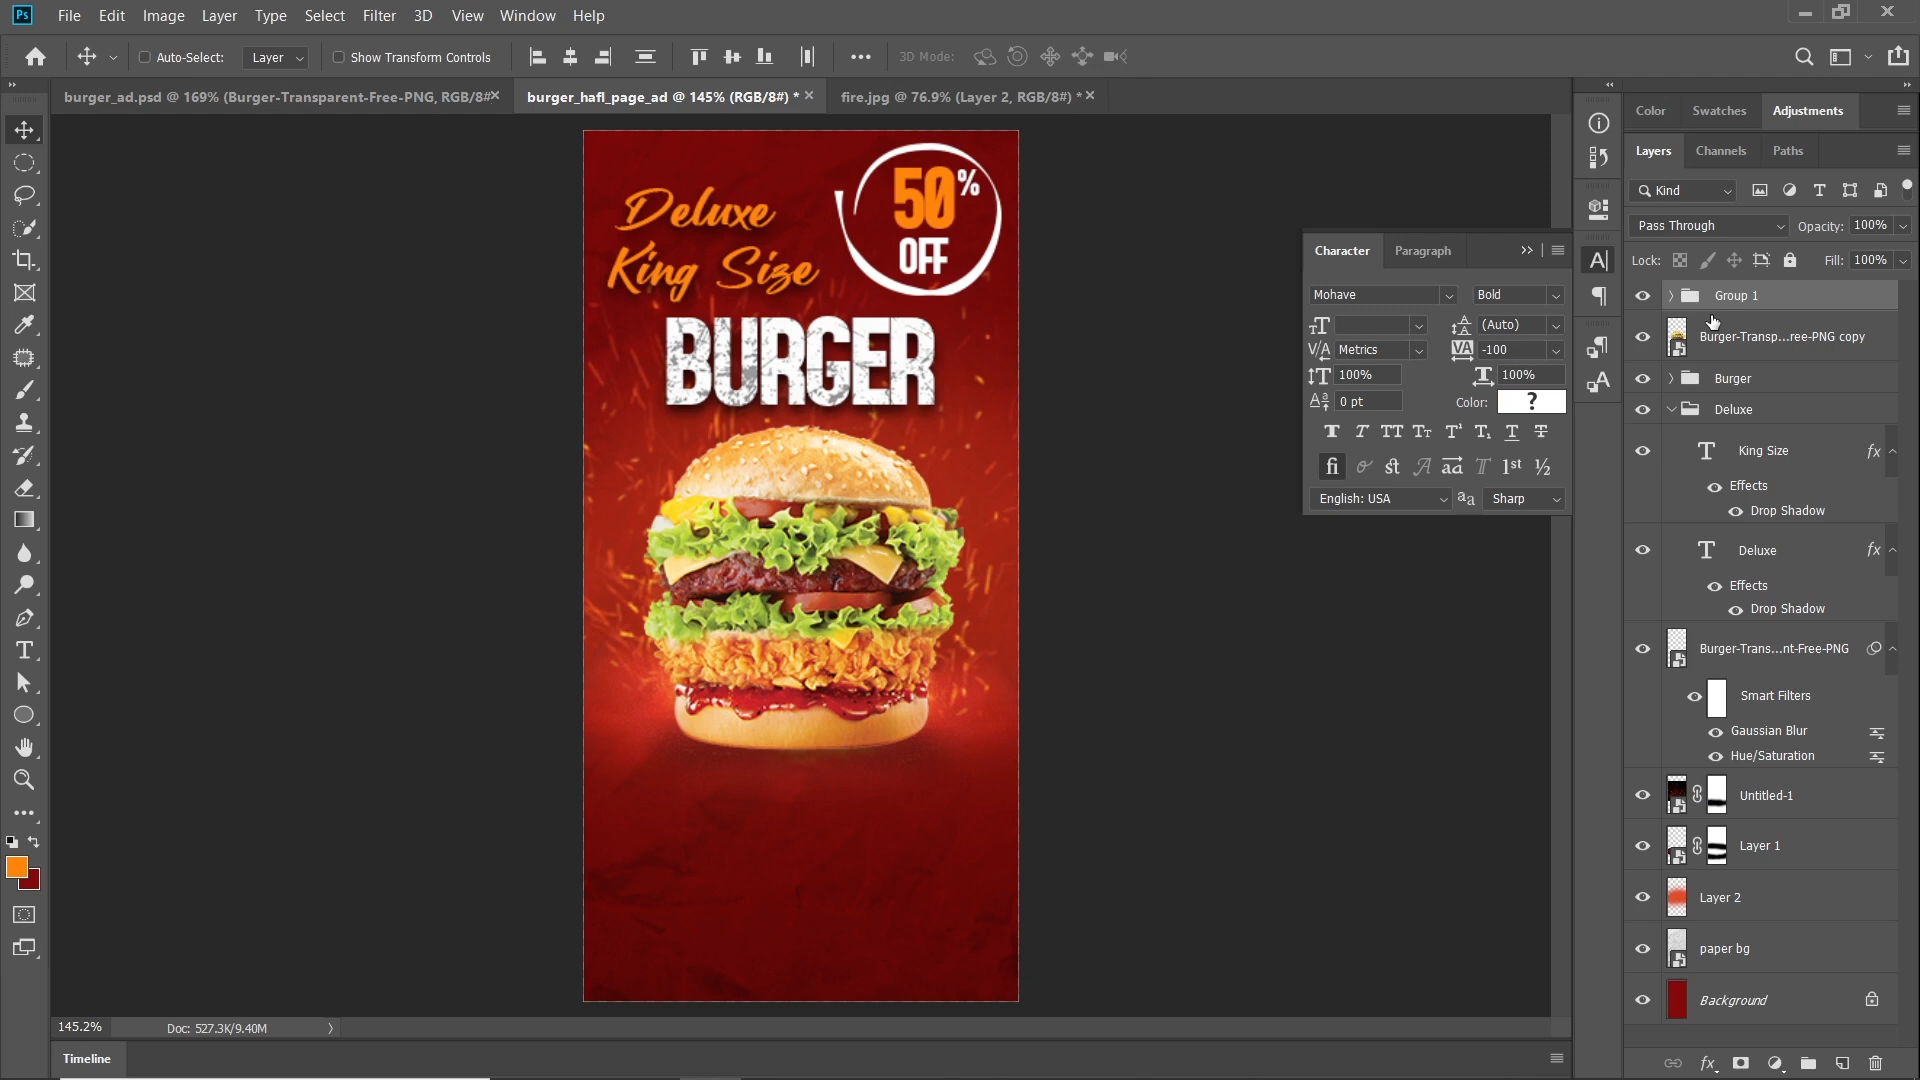 Ps File Edit Image Layer Type Select Filter 3D View Window Help
Auto-Select: Layer Show Transform Controls 3D Mode:
burger_ad.psd @ 169% (Burger-Transparent-Free-PNG, RGB/8#
burger_hafl_page_ad @ 145% (RGB/8#) *
fire.jpg @ 76.9% (Layer 2, RGB/8#) *
Deluxe
King Size
50%
OFF
BURGER
Character Paragraph
Mohave Bold
(Auto)
Metrics -100
100% 100%
0 pt Color: ?
English: USA Sharp
Color Swatches Adjustments
Layers Channels Paths
Kind
Pass Through Opacity: 100%
Lock: Fill: 100%
Group 1
Burger-Transp...ree-PNG copy
Burger
Deluxe
King Size fx
Effects
Drop Shadow
Deluxe fx
Effects
Drop Shadow
Burger-Trans...nt-Free-PNG
Smart Filters
Gaussian Blur
Hue/Saturation
Untitled-1
Layer 1
Layer 2
paper bg
Background
145.2% Doc: 527.3K/9.40M
Timeline